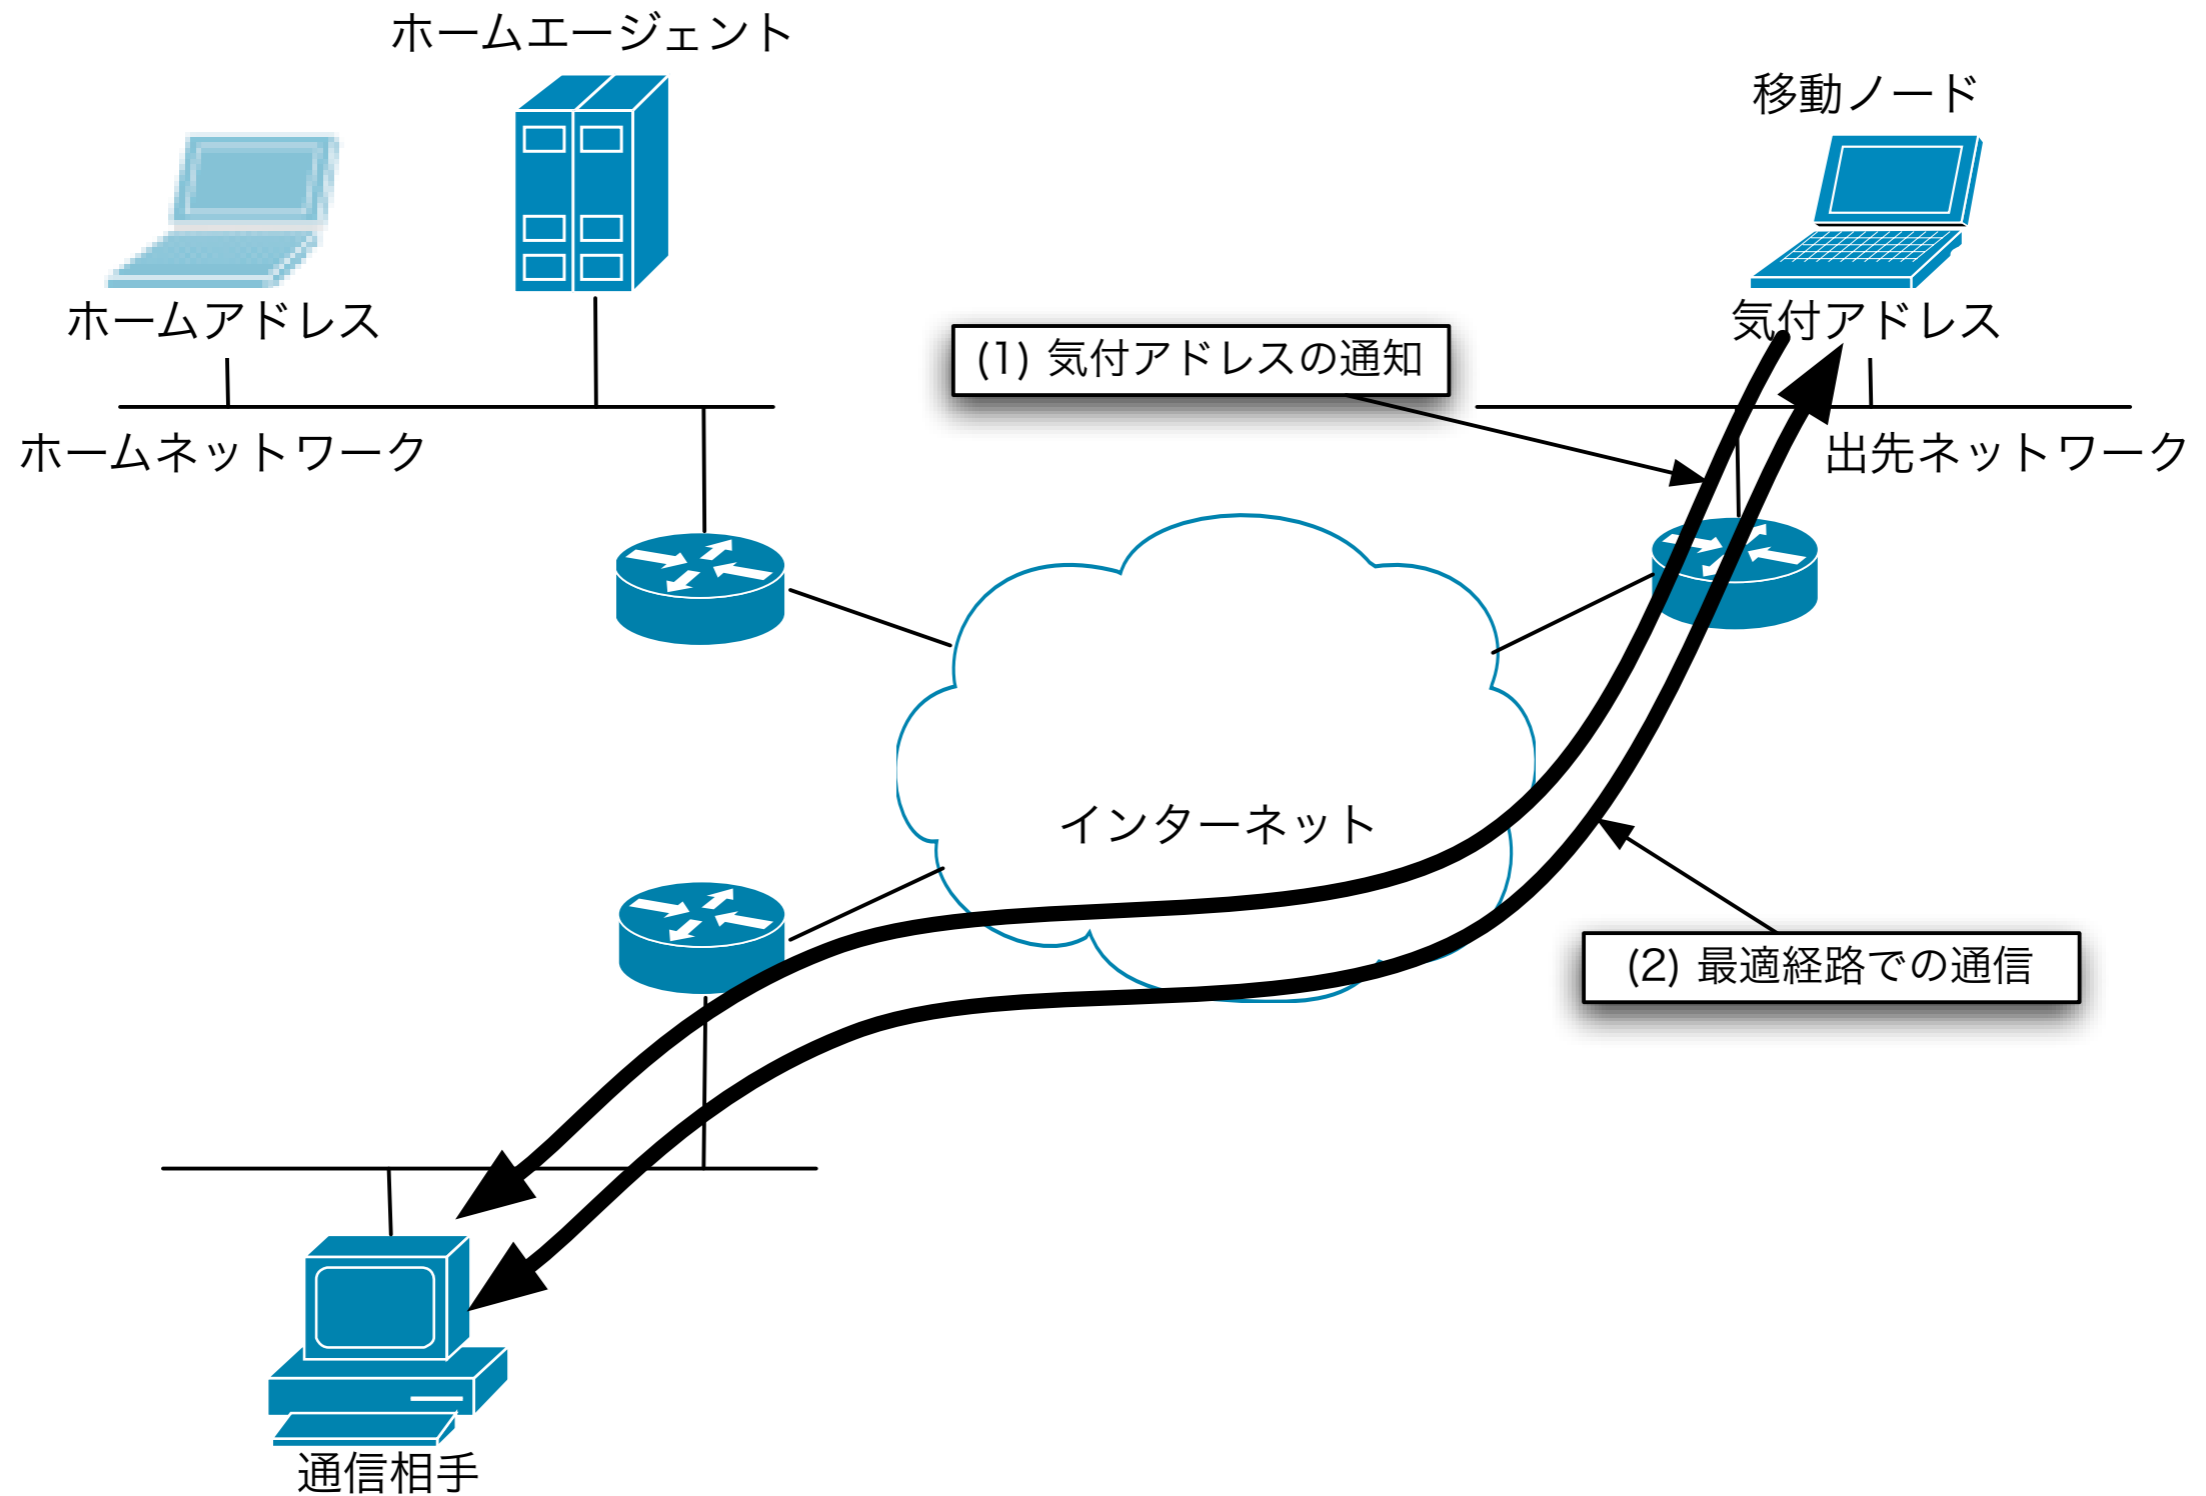 ホームエージェント
移動ノード
ホームアドレス
気付アドレス
(1) 気付アドレスの通知
ホームネットワーク
出先ネットワーク
インターネット
(2) 最適経路での通信
通信相手